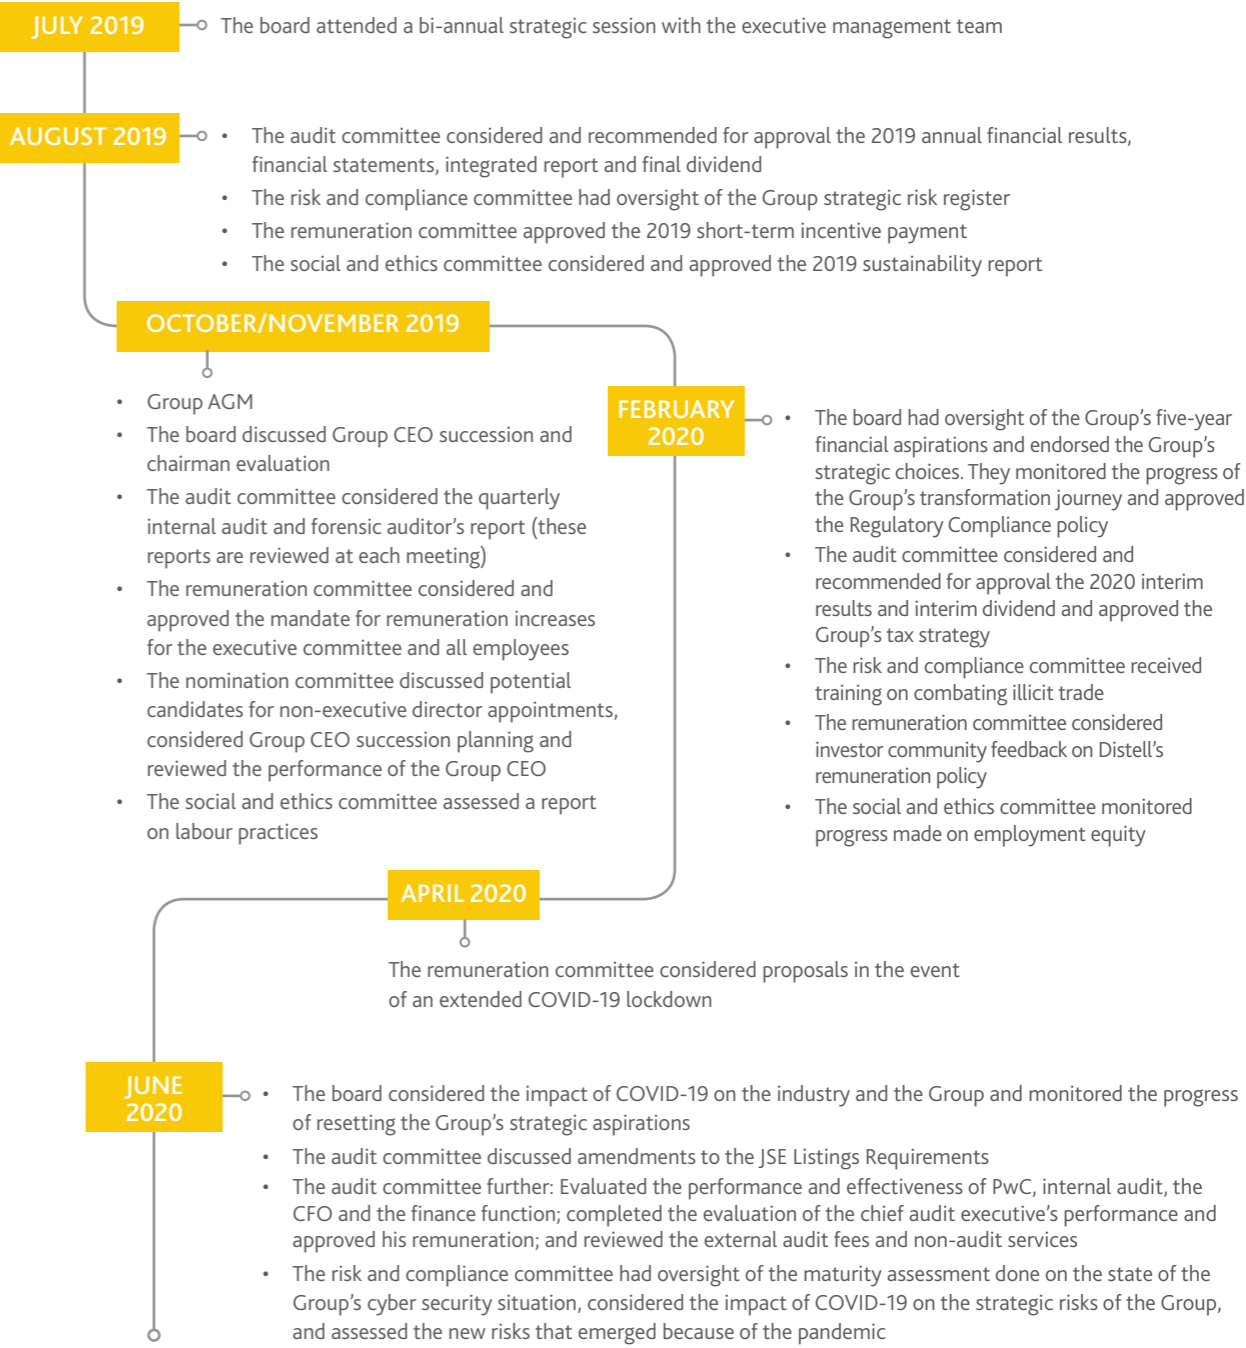 JULY 2019
The board attended a bi-annual strategic session with the executive management team
AUGUST 2019
• The audit committee considered and recommended for approval the 2019 annual financial results,
financial statements, integrated report and final dividend
• The risk and compliance committee had oversight of the Group strategic risk register
• The remuneration committee approved the 2019 short-term incentive payment
• The social and ethics committee considered and approved the 2019 sustainability report
OCTOBER/NOVEMBER 2019
• Group AGM
• The board discussed Group CEO succession and
chairman evaluation
• The audit committee considered the quarterly
internal audit and forensic auditor’s report (these
reports are reviewed at each meeting)
• The remuneration committee considered and
approved the mandate for remuneration increases
for the executive committee and all employees
• The nomination committee discussed potential
candidates for non-executive director appointments,
considered Group CEO succession planning and
reviewed the performance of the Group CEO
• The social and ethics committee assessed a report
on labour practices
FEBRUARY
2020
• The board had oversight of the Group’s five-year
financial aspirations and endorsed the Group’s
strategic choices. They monitored the progress of
the Group’s transformation journey and approved
the Regulatory Compliance policy
• The audit committee considered and
recommended for approval the 2020 interim
results and interim dividend and approved the
Group’s tax strategy
• The risk and compliance committee received
training on combating illicit trade
• The remuneration committee considered
investor community feedback on Distell’s
remuneration policy
• The social and ethics committee monitored
progress made on employment equity
APRIL 2020
The remuneration committee considered proposals in the event
of an extended COVID-19 lockdown
JUNE
2020
• The board considered the impact of COVID-19 on the industry and the Group and monitored the progress
of resetting the Group’s strategic aspirations
• The audit committee discussed amendments to the JSE Listings Requirements
• The audit committee further: Evaluated the performance and effectiveness of PwC, internal audit, the
CFO and the finance function; completed the evaluation of the chief audit executive’s performance and
approved his remuneration; and reviewed the external audit fees and non-audit services
• The risk and compliance committee had oversight of the maturity assessment done on the state of the
Group’s cyber security situation, considered the impact of COVID-19 on the strategic risks of the Group,
and assessed the new risks that emerged because of the pandemic